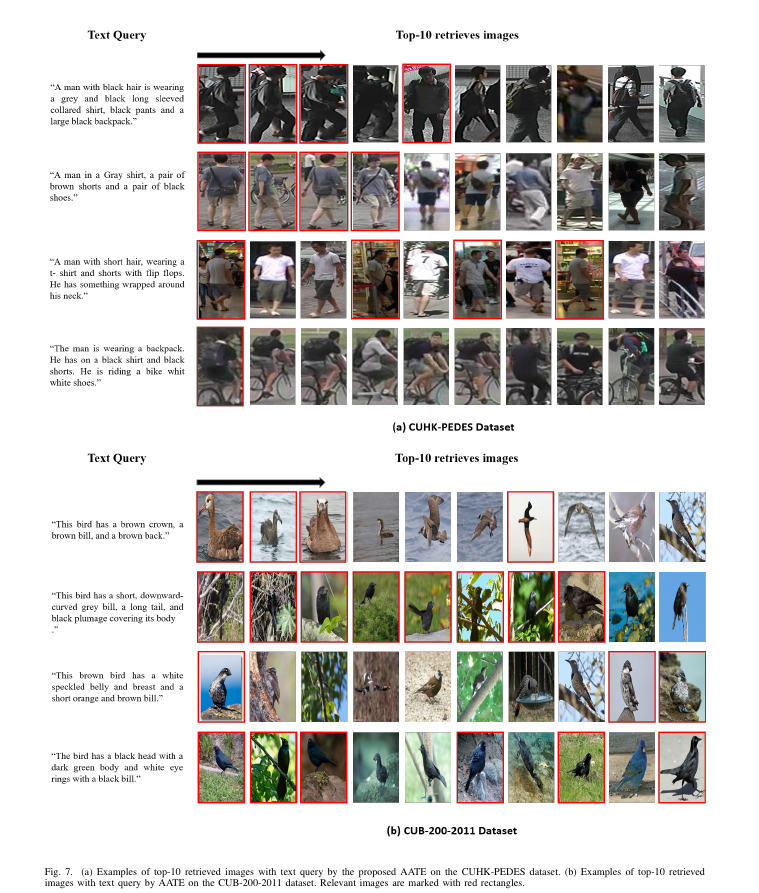 Text Query
Top-10 retrieves images
“A man with black hair is wearing
a grey and black long sleeved
collared shirt, black pants and a
large black backpack.”
“A man in a Gray shirt, a pair of
brown shorts and a pair of black
shoes.”
“A man with short hair, wearing a
t- shirt and shorts with flip flops.
He has something wrapped around
his neck.”
“The man is wearing a backpack.
He has on a black shirt and black
shorts. He is riding a bike whit
white shoes.”
(a) CUHK-PEDES Dataset
Text Query
Top-10 retrieves images
“This bird has a brown crown, a
brown bill, and a brown back.”
“This bird has a short, downward-
curved grey bill, a long tail, and
black plumage covering its body
.”
“This brown bird has a white
speckled belly and breast and a
short orange and brown bill.”
“The bird has a black head with a
dark green body and white eye
rings with a black bill.”
(b) CUB-200-2011 Dataset
Fig. 7. (a) Examples of top-10 retrieved images with text query by the proposed AATE on the CUHK-PEDES dataset. (b) Examples of top-10 retrieved
images with text query by AATE on the CUB-200-2011 dataset. Relevant images are marked with red rectangles.